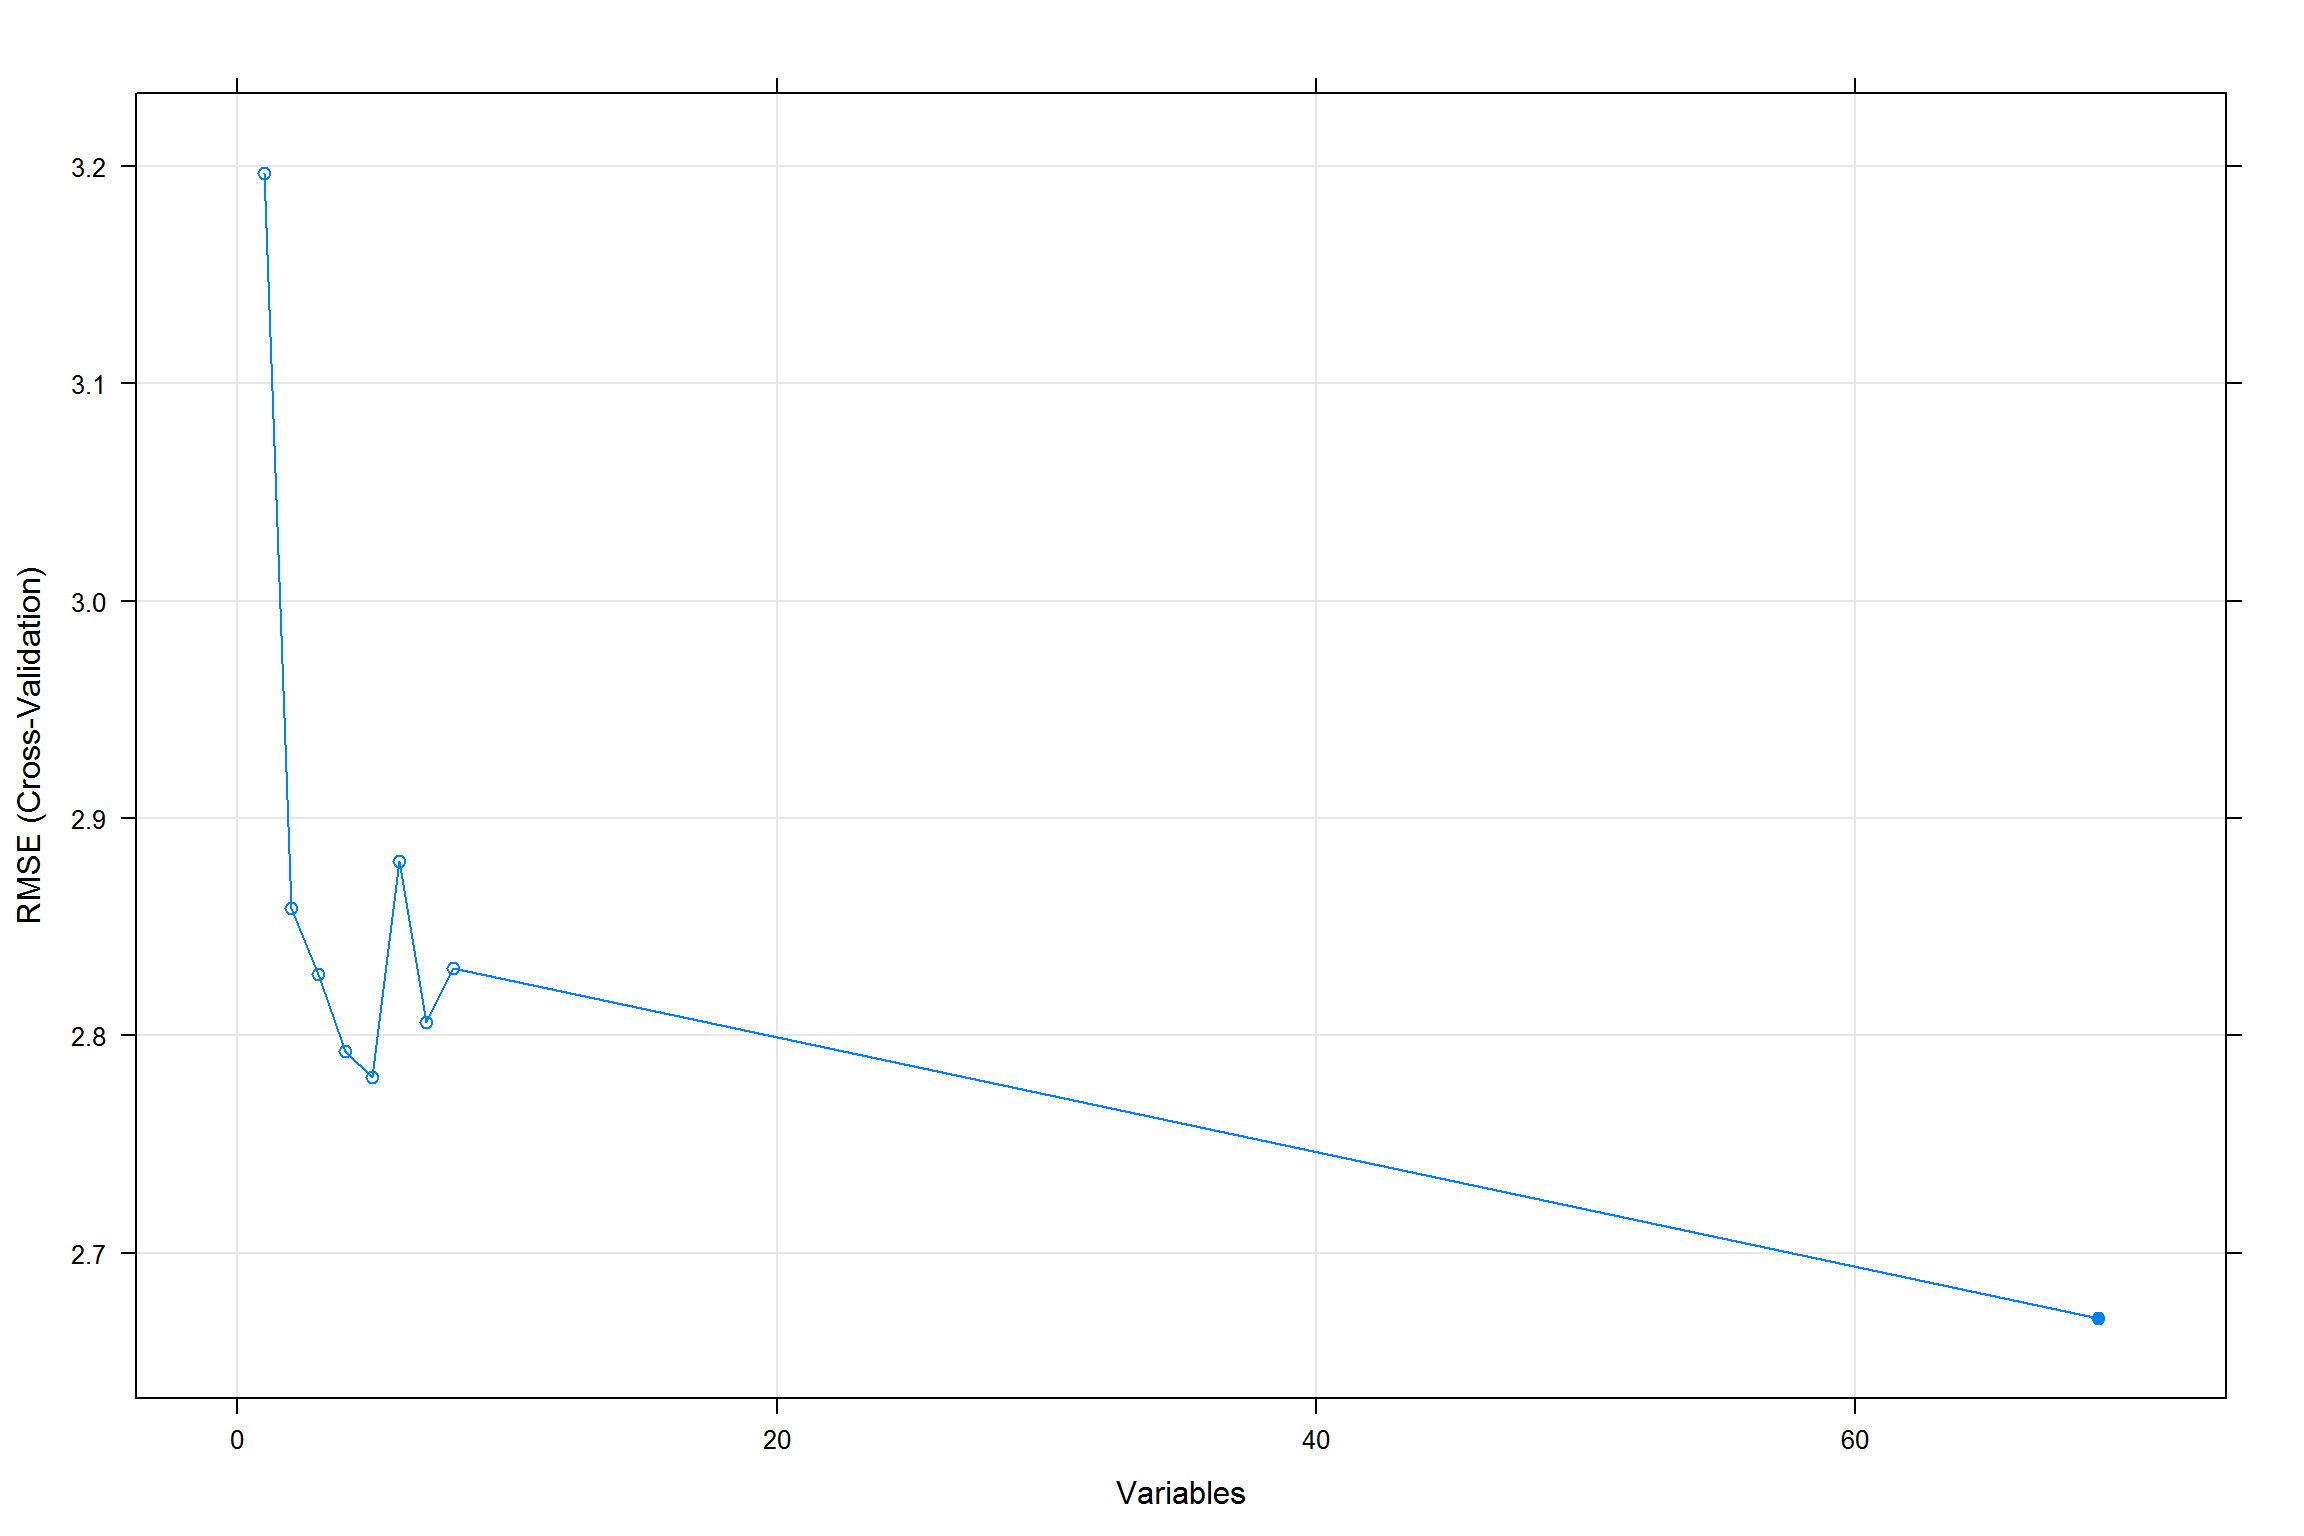 3.2
3.1
3.0
2.9
2.8
2.7
RMSE (Cross-Validation)
0 20 40 60
Variables